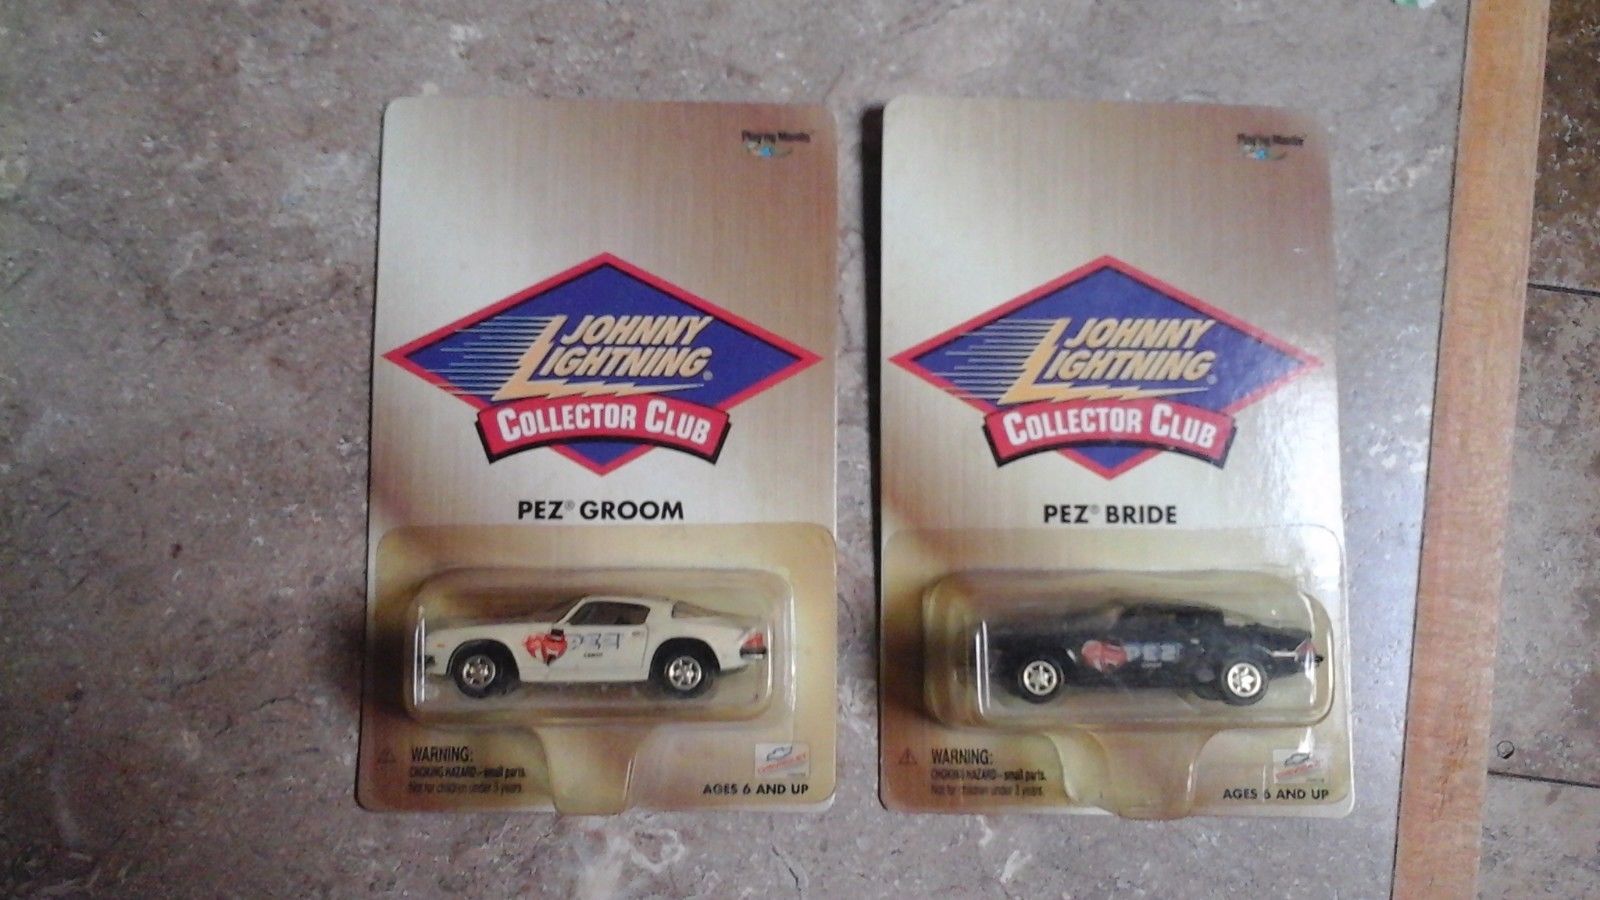 Playing Mantis
JOHNNY
LIGHTNING®
COLLECTOR CLUB
PEZ® GROOM
PEZ
WARNING:
CHOKING HAZARD - small parts.
Not for children under 3 years.
AGES 6 AND UP
Playing Mantis
JOHNNY
LIGHTNING®
COLLECTOR CLUB
PEZ® BRIDE
PEZ
WARNING:
CHOKING HAZARD - small parts.
Not for children under 3 years.
AGES 6 AND UP